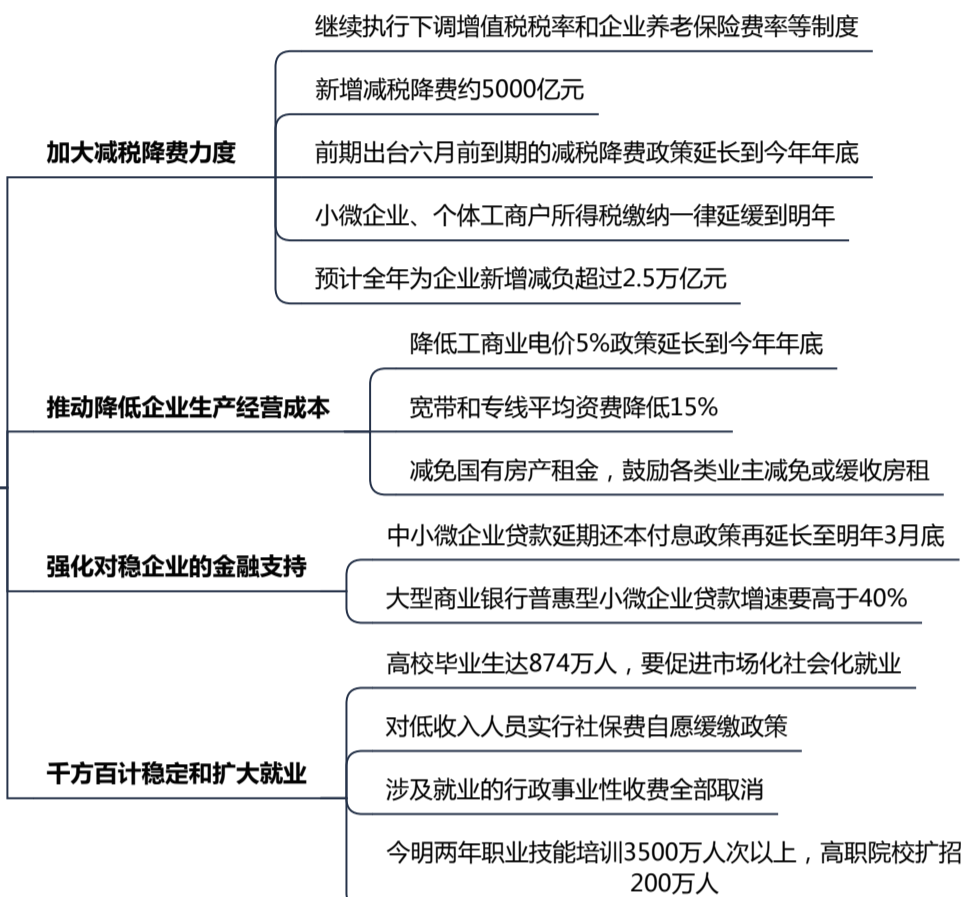 继续执行下调增值税税率和企业养老保险费率等制度
新增减税降费约5000亿元
加大减税降费力度
前期出台六月前到期的减税降费政策延长到今年年底
小微企业、个体工商户所得税缴纳一律延缓到明年
预计全年为企业新增减负超过2.5万亿元
降低工商业电价5%政策延长到今年年底
推动降低企业生产经营成本
宽带和专线平均资费降低15%
减免国有房产租金，鼓励各类业主减免或缓收房租
中小微企业贷款延期还本付息政策再延长至明年3月底
强化对稳企业的金融支持
大型商业银行普惠型小微企业贷款增速要高于40%
高校毕业生达874万人，要促进市场化社会化就业
对低收入人员实行社保费自愿缓缴政策
千方百计稳定和扩大就业
涉及就业的行政事业性收费全部取消
今明两年职业技能培训3500万人次以上，高职院校扩招
200万人